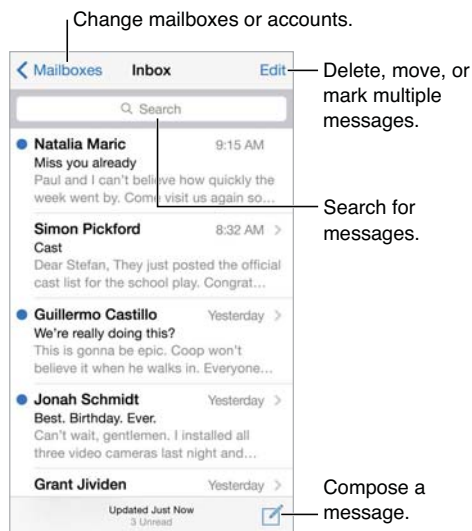 Change mailboxes or accounts.
Mailboxes Inbox Edit
Delete, move, or
mark multiple
messages.
Search
Natalia Maric 9:15 AM
Miss you already
Paul and I can't believe how quickly the
week went by. Come visit us again so...
Search for
messages.
Simon Pickford 8:32 AM
Cast
Dear Stefan, They just posted the official
cast list for the school play. Congrat...
Guillermo Castillo Yesterday
We're really doing this?
This is gonna be epic. Coop won't
believe it when he walks in. Everyone...
Jonah Schmidt Yesterday
Best. Birthday. Ever.
Can't wait, gentlemen. I installed all
three video cameras last night and...
Grant Jividen Yesterday
Updated Just Now
3 Unread
Compose a
message.